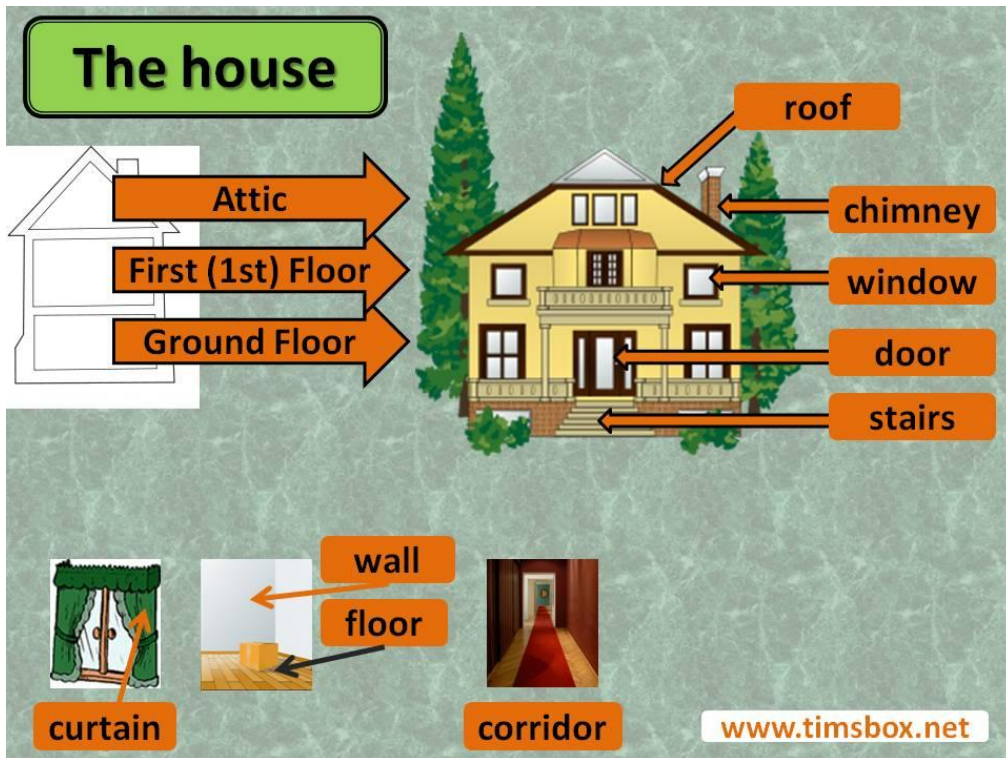 The house
roof
Attic
chimney
First (1st) Floor
window
Ground Floor
door
stairs
wall
floor
curtain
corridor
www.timsbox.net